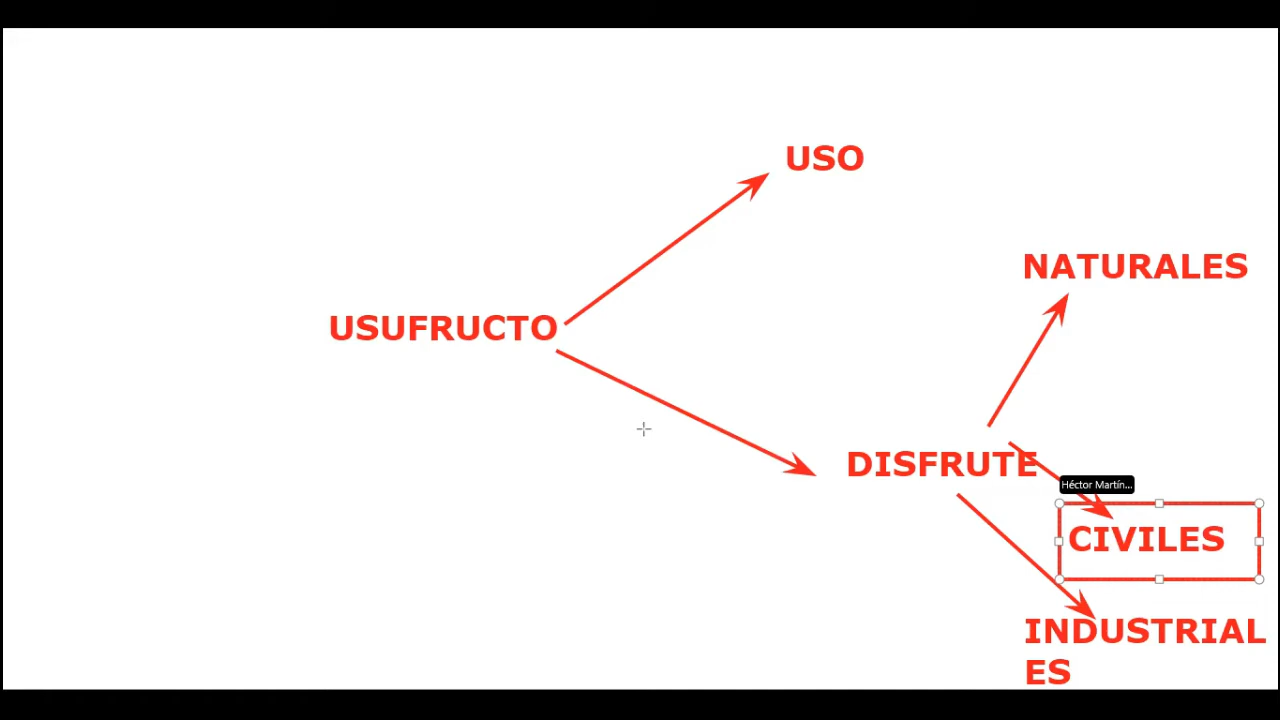 USO
NATURALES
USUFRUCTO
DISFRUTE
Héctor Martín...
CIVILES
INDUSTRIAL
ES